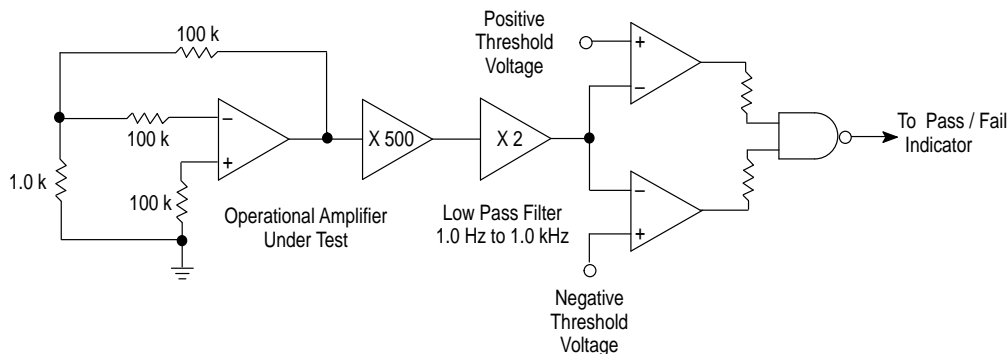 100 k
Positive
Threshold
Voltage
+
−
100 k
−
+
X 500
X 2
To Pass / Fail
Indicator
1.0 k
100 k
Operational Amplifier
Under Test
Low Pass Filter
1.0 Hz to 1.0 kHz
−
+
Negative
Threshold
Voltage